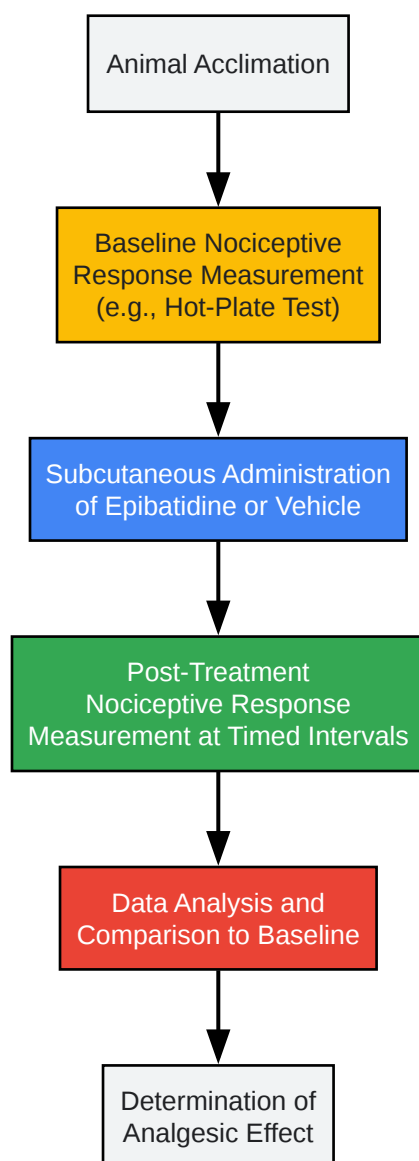 Animal Acclimation
Baseline Nociceptive
Response Measurement
(e.g., Hot-Plate Test)
Subcutaneous Administration
of Epibatidine or Vehicle
Post-Treatment
Nociceptive Response
Measurement at Timed Intervals
Data Analysis and
Comparison to Baseline
Determination of
Analgesic Effect